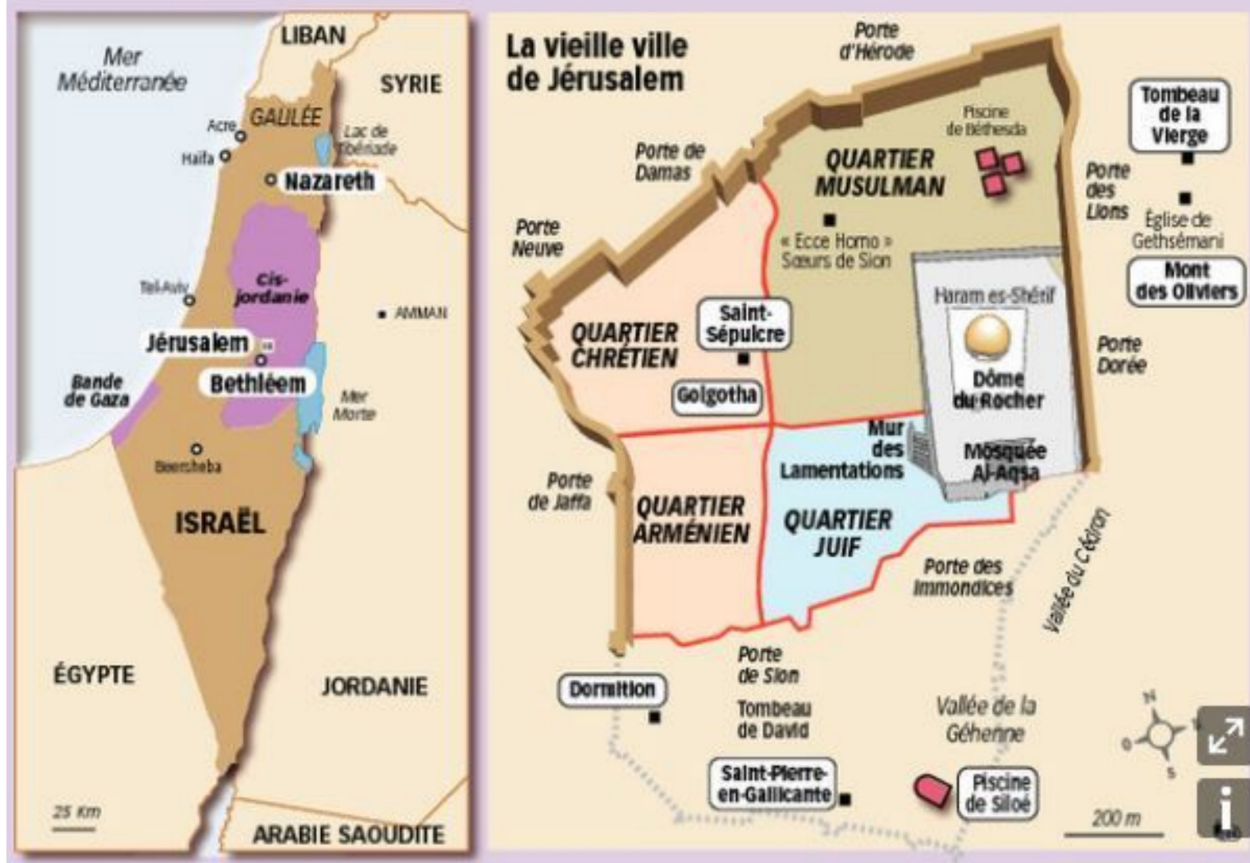 LIBAN
Mer
Méditerranée
SYRIE
GALILÉE
Acre
Lac de
Tibériade
Haïfa
Nazareth
Cis-
jordanie
Tel-Aviv
AMMAN
Jérusalem
Bethléem
Bande
de Gaza
Mer
Morte
Beersheba
ISRAËL
ÉGYPTE
JORDANIE
25 Km
ARABIE SAOUDITE
La vieille ville
de Jérusalem
Porte
d'Hérode
Tombeau
de la
Vierge
Piscine
de Béthesda
Porte de
Damas
QUARTIER
MUSULMAN
Porte
des
Lions
Porte
Neuve
« Ecce Homo »
Sœurs de Sion
Église de
Gethsémani
Mont
des Oliviers
Haram es-Shérif
Saint-
Sépulcre
QUARTIER
CHRÉTIEN
Porte
Dorée
Golgotha
Dôme
du Rocher
Mur
des
Lamentations
Mosquée
Al-Aqsa
Porte
de Jaffa
QUARTIER
ARMÉNIEN
QUARTIER
JUIF
Porte des
Immondices
Vallée du Cédron
Porte
de Sion
Dormition
Tombeau
de David
Vallée de la
Géhenne
N
O
S
Saint-Pierre-
en-Gallicante
Piscine
de Siloé
200 m
i